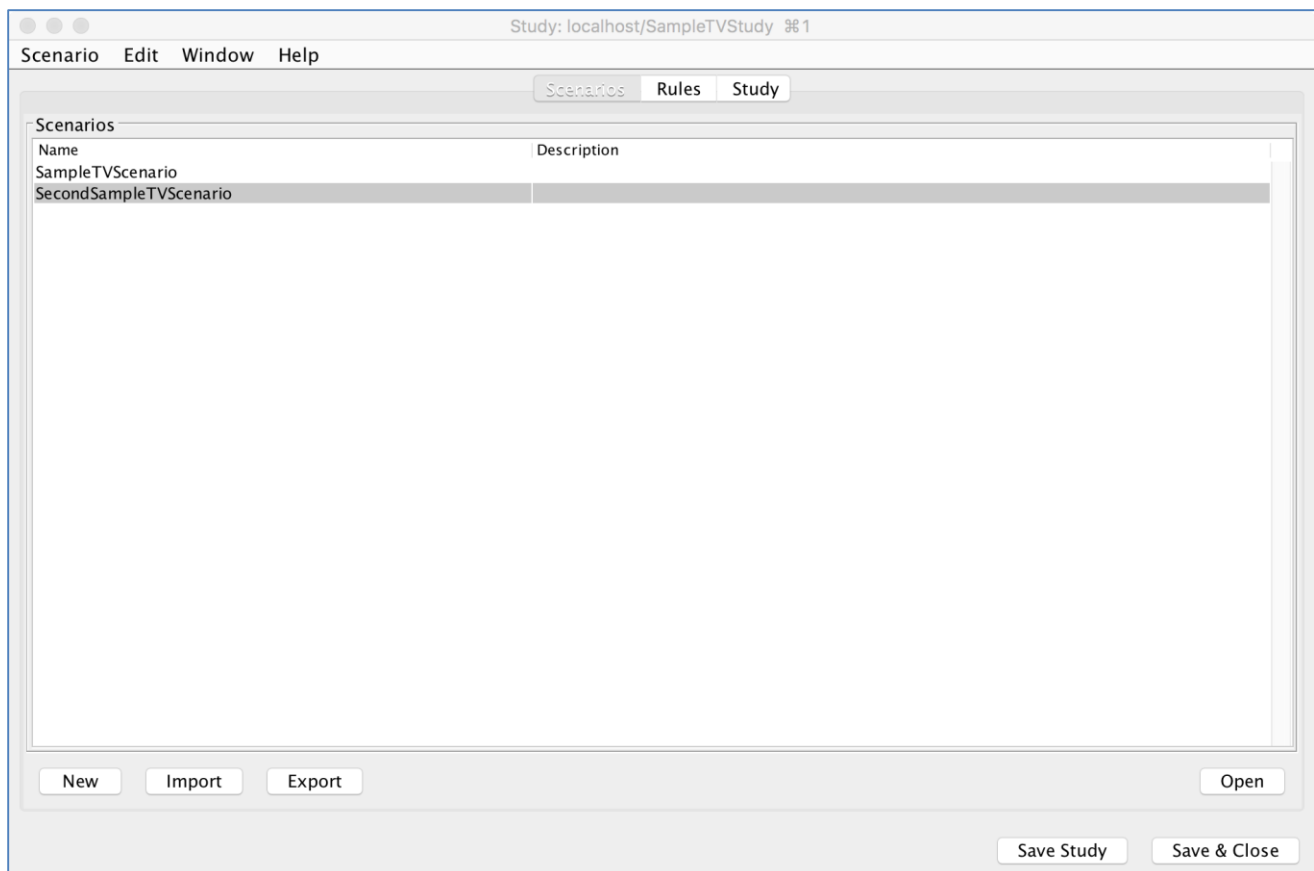 Study: localhost/SampleTVStudy ⌘1
Scenario Edit Window Help
Scenarios Rules Study
Scenarios
Name Description
SampleTVScenario
SecondSampleTVScenario
New Import Export Open
Save Study Save & Close